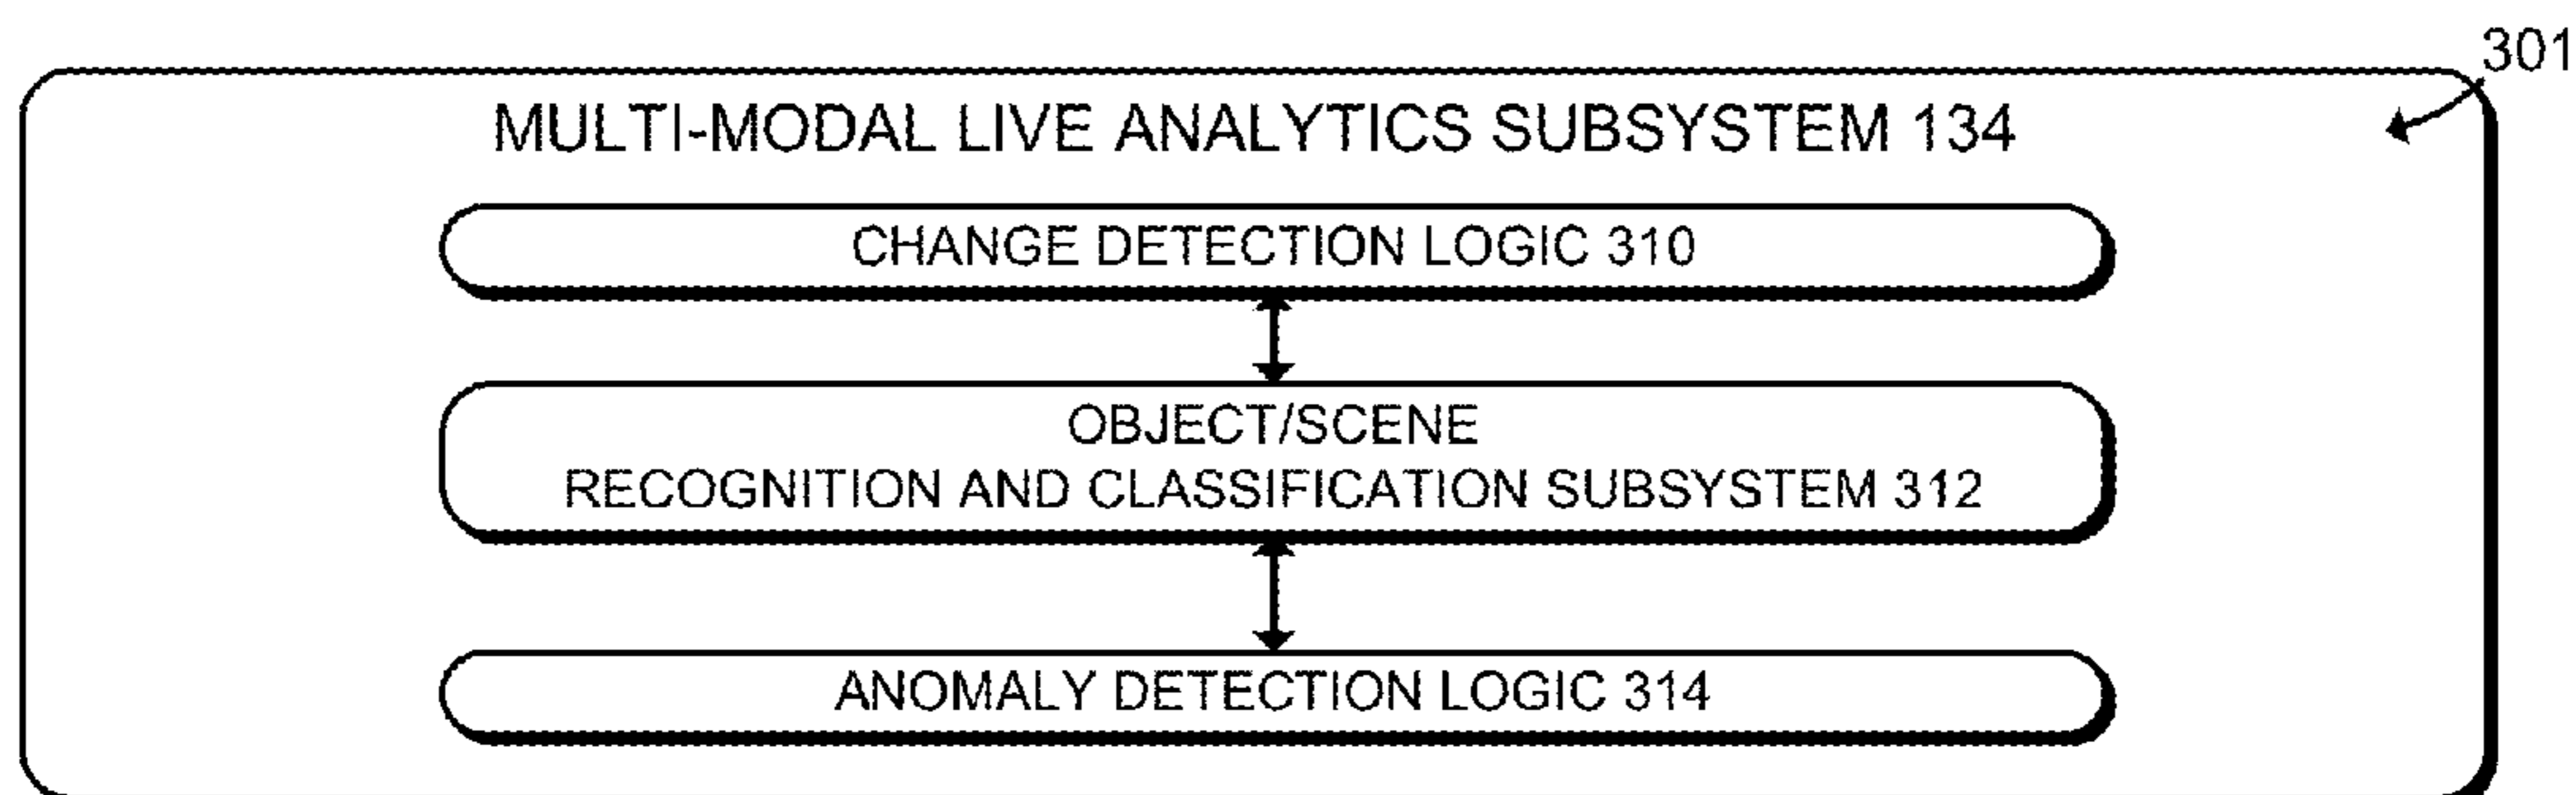 301
MULTI-MODAL LIVE ANALYTICS SUBSYSTEM 134
CHANGE DETECTION LOGIC 310
OBJECT/SCENE
RECOGNITION AND CLASSIFICATION SUBSYSTEM 312
ANOMALY DETECTION LOGIC 314